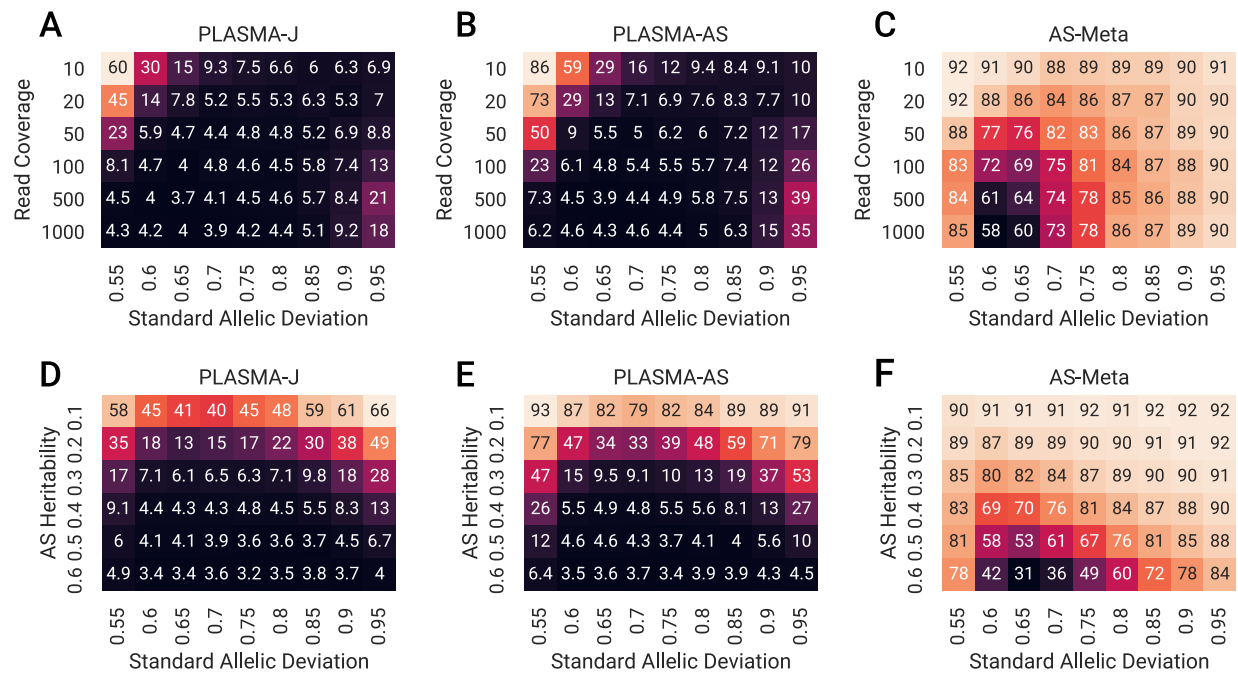 A PLASMA-J B PLASMA-AS C AS-Meta
10 60 30 15 9.3 7.5 6.6 6 6.3 6.9 10 86 59 29 16 12 9.4 8.4 9.1 10 10 92 91 90 88 89 89 89 90 91
20 45 14 7.8 5.2 5.5 5.3 6.3 5.3 7 20 73 29 13 7.1 6.9 7.6 8.3 7.7 10 20 92 88 86 84 86 87 87 90 90
50 23 5.9 4.7 4.4 4.8 4.8 5.2 6.9 8.8 50 50 9 5.5 5 6.2 6 7.2 12 17 50 88 77 76 82 83 86 87 89 90
100 8.1 4.7 4 4.8 4.6 4.5 5.8 7.4 13 100 23 6.1 4.8 5.4 5.5 5.7 7.4 12 26 100 83 72 69 75 81 84 87 88 90
500 4.5 4 3.7 4.1 4.5 4.6 5.7 8.4 21 500 7.3 4.5 3.9 4.4 4.9 5.8 7.5 13 39 500 84 61 64 74 78 85 86 88 90
1000 4.3 4.2 4 3.9 4.2 4.4 5.1 9.2 18 1000 6.2 4.6 4.3 4.6 4.4 5 6.3 15 35 1000 85 58 60 73 78 86 87 89 90
Read Coverage Read Coverage Read Coverage
0.55 0.6 0.65 0.7 0.75 0.8 0.85 0.9 0.95 0.55 0.6 0.65 0.7 0.75 0.8 0.85 0.9 0.95 0.55 0.6 0.65 0.7 0.75 0.8 0.85 0.9 0.95
Standard Allelic Deviation Standard Allelic Deviation Standard Allelic Deviation
D PLASMA-J E PLASMA-AS F AS-Meta
0.1 58 45 41 40 45 48 59 61 66 0.1 93 87 82 79 82 84 89 89 91 0.1 90 91 91 91 92 91 92 92 92
0.2 35 18 13 15 17 22 30 38 49 0.2 77 47 34 33 39 48 59 71 79 0.2 89 87 89 89 90 90 91 91 92
0.3 17 7.1 6.1 6.5 6.3 7.1 9.8 18 28 0.3 47 15 9.5 9.1 10 13 19 37 53 0.3 85 80 82 84 87 89 90 90 91
0.4 9.1 4.4 4.3 4.3 4.8 4.5 5.5 8.3 13 0.4 26 5.5 4.9 4.8 5.5 5.6 8.1 13 27 0.4 83 69 70 76 81 84 87 88 90
0.5 6 4.1 4.1 3.9 3.6 3.6 3.7 4.5 6.7 0.5 12 4.6 4.6 4.3 3.7 4.1 4 5.6 10 0.5 81 58 53 61 67 76 81 85 88
0.6 4.9 3.4 3.4 3.6 3.2 3.5 3.8 3.7 4 0.6 6.4 3.5 3.6 3.7 3.4 3.9 3.9 4.3 4.5 0.6 78 42 31 36 49 60 72 78 84
AS Heritability AS Heritability AS Heritability
0.55 0.6 0.65 0.7 0.75 0.8 0.85 0.9 0.95 0.55 0.6 0.65 0.7 0.75 0.8 0.85 0.9 0.95 0.55 0.6 0.65 0.7 0.75 0.8 0.85 0.9 0.95
Standard Allelic Deviation Standard Allelic Deviation Standard Allelic Deviation